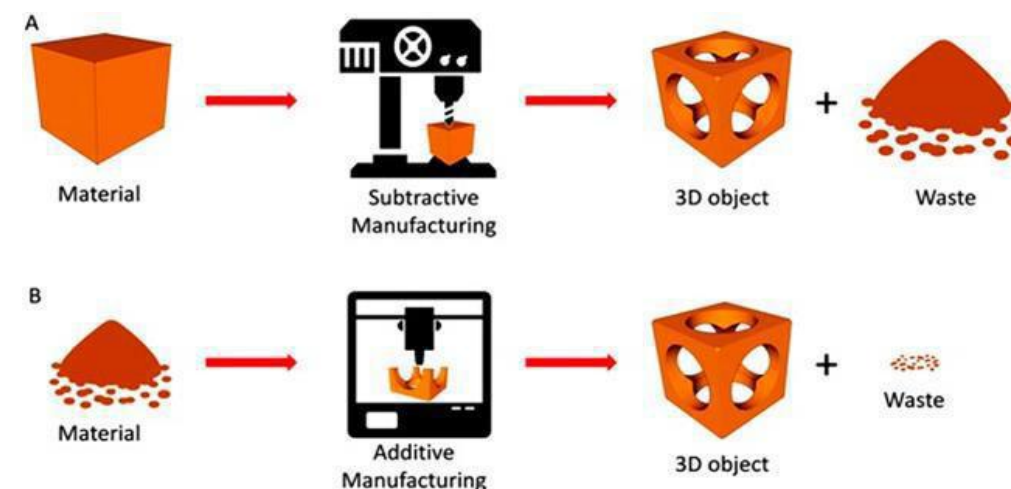 A
Material
Subtractive
Manufacturing
3D object
+
Waste
B
Material
Additive
Manufacturing
3D object
+
Waste